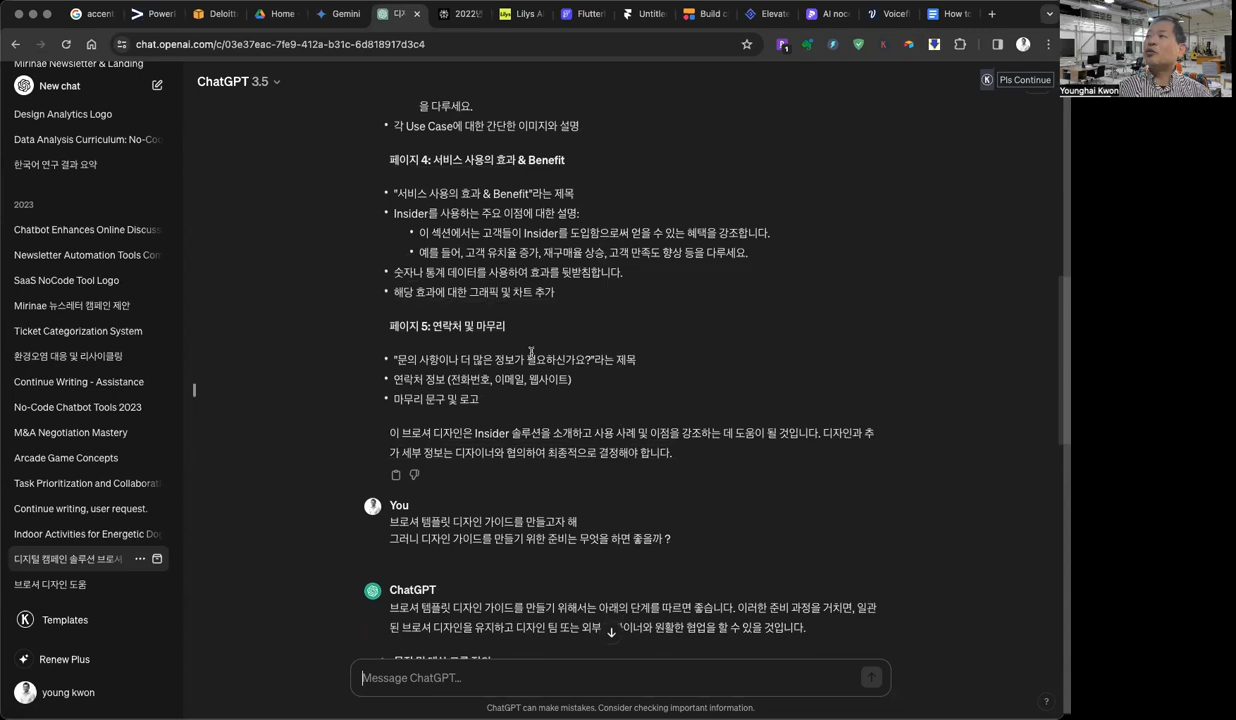 accent
Powerl
Deloitte
Home
Gemini
디기
2022년
Lilys AI
Flutterf
Untitle
Build c
Elevate
AI noc
Voicef
How to
chat.openai.com/c/03e37eac-7fe9-412a-b31c-6d818917d3c4
Younghai Kwon
Mirinae Newsletter & Landing
New chat
Design Analytics Logo
Data Analysis Curriculum: No-Co
한국어 연구 결과 요약
2023
Chatbot Enhances Online Discuss
Newsletter Automation Tools Com
SaaS NoCode Tool Logo
Mirinae 뉴스레터 캠페인 제안
Ticket Categorization System
환경오염 대응 및 리사이클링
Continue Writing - Assistance
No-Code Chatbot Tools 2023
M&A Negotiation Mastery
Arcade Game Concepts
Task Prioritization and Collaborat
Continue writing, user request.
Indoor Activities for Energetic Do
디지털 캠페인 솔루션 브로셔
브로셔 디자인 도움
Templates
Renew Plus
young kwon
ChatGPT 3.5
Pls Continue
을 다루세요.
• 각 Use Case에 대한 간단한 이미지와 설명
페이지 4: 서비스 사용의 효과 & Benefit
• "서비스 사용의 효과 & Benefit"라는 제목
• Insider를 사용하는 주요 이점에 대한 설명:
• 이 섹션에서는 고객들이 Insider를 도입함으로써 얻을 수 있는 혜택을 강조합니다.
• 예를 들어, 고객 유치율 증가, 재구매율 상승, 고객 만족도 향상 등을 다루세요.
• 숫자나 통계 데이터를 사용하여 효과를 뒷받침합니다.
• 해당 효과에 대한 그래픽 및 차트 추가
페이지 5: 연락처 및 마무리
• "문의 사항이나 더 많은 정보가 필요하신가요?"라는 제목
• 연락처 정보 (전화번호, 이메일, 웹사이트)
• 마무리 문구 및 로고
이 브로셔 디자인은 Insider 솔루션을 소개하고 사용 사례 및 이점을 강조하는 데 도움이 될 것입니다. 디자인과 추
가 세부 정보는 디자이너와 협의하여 최종적으로 결정해야 합니다.
You
브로셔 템플릿 디자인 가이드를 만들고자 해
그러니 디자인 가이드를 만들기 위한 준비는 무엇을 하면 좋을까 ?
ChatGPT
브로셔 템플릿 디자인 가이드를 만들기 위해서는 아래의 단계를 따르면 좋습니다. 이러한 준비 과정을 거치면, 일관
된 브로셔 디자인을 유지하고 디자인 팀 또는 외부 이너와 원활한 협업을 할 수 있을 것입니다.
Message ChatGPT...
ChatGPT can make mistakes. Consider checking important information.